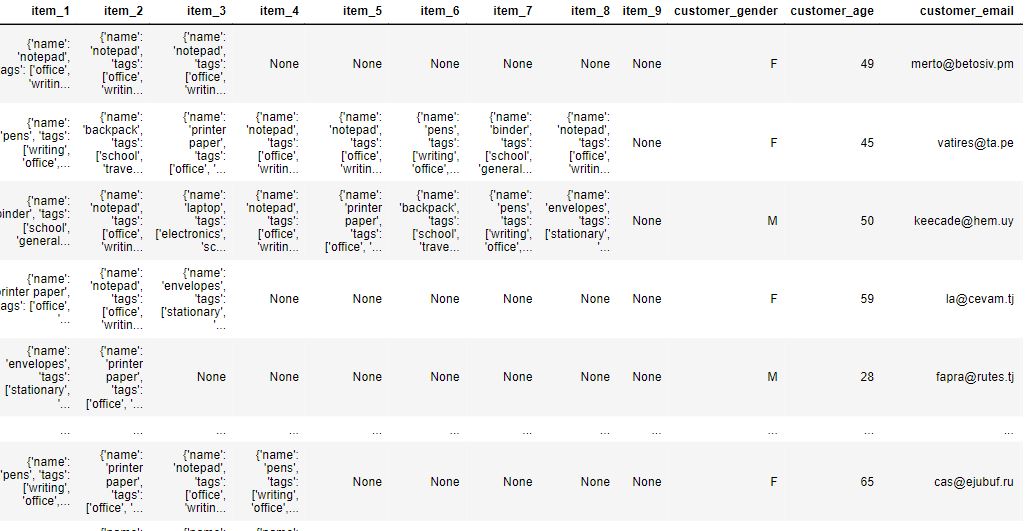 item_1 item_2 item_3 item_4 item_5 item_6 item_7 item_8 item_9 customer_gender customer_age customer_email
{'name':
'notepad',
ags': ['office',
'writin...
{'name':
'notepad',
'tags':
['office',
'writin...
{'name':
'notepad',
'tags':
['office',
'writin...
None None None None None None F 49 merto@betosiv.pm
{'name':
'pens', 'tags':
['writing',
'office',...
{'name':
'backpack',
'tags':
['school',
'trave...
{'name':
'printer
paper',
'tags':
['office', '...
{'name':
'notepad',
'tags':
['office',
'writin...
{'name':
'notepad',
'tags':
['office',
'writin...
{'name':
'pens',
'tags':
['writing',
'office',...
{'name':
'binder',
'tags':
['school',
'general...
{'name':
'notepad',
'tags':
['office',
'writin...
None F 45 vatires@ta.pe
{'name':
inder', 'tags':
['school',
'general...
{'name':
'notepad',
'tags':
['office',
'writin...
{'name':
'laptop',
'tags':
['electronics',
'sc...
{'name':
'notepad',
'tags':
['office',
'writin...
{'name':
'printer
paper',
'tags':
['office', '...
{'name':
'backpack',
'tags':
['school',
'trave...
{'name':
'pens',
'tags':
['writing',
'office',...
{'name':
'envelopes',
'tags':
['stationary',
'...
None M 50 keecade@hem.uy
{'name':
rinter paper',
ags': ['office',
'...
{'name':
'notepad',
'tags':
['office',
'writin...
{'name':
'envelopes',
'tags':
['stationary',
'...
None None None None None None F 59 la@cevam.tj
{'name':
'envelopes',
'tags':
['stationary',
'...
{'name':
'printer
paper',
'tags':
['office', '...
None None None None None None None M 28 fapra@rutes.tj
... ... ... ... ... ... ... ... ... ... ... ...
{'name':
'pens', 'tags':
['writing',
'office',...
{'name':
'printer
paper',
'tags':
['office', '...
{'name':
'notepad',
'tags':
['office',
'writin...
{'name':
'pens',
'tags':
['writing',
'office',...
None None None None None F 65 cas@ejubuf.ru